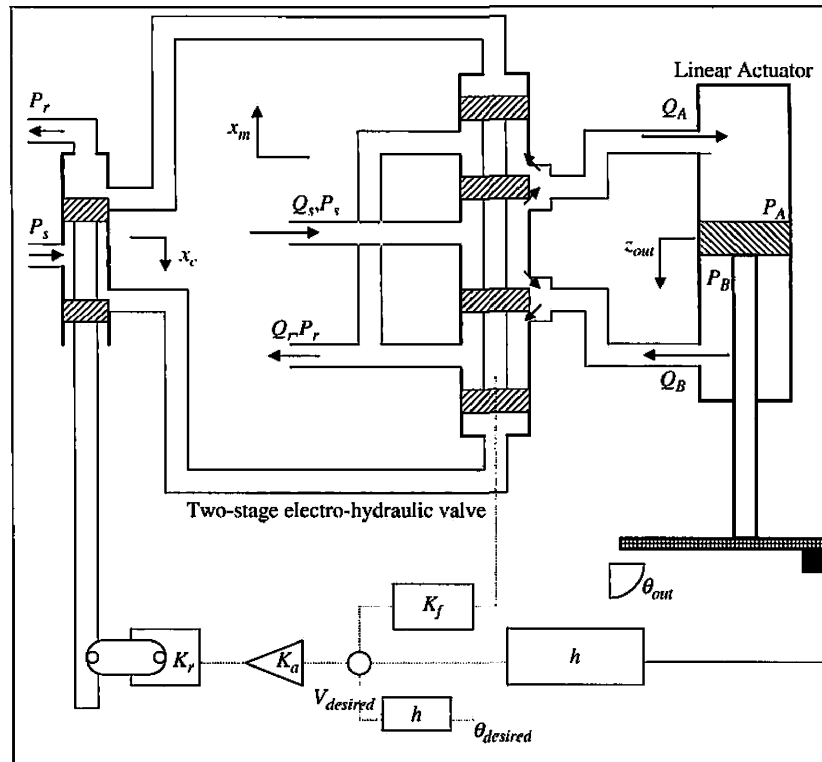 Linear Actuator
P_r
Q_A
x_m
Q_s,P_s
P_s
P_A
x_c
z_out
P_B
Q_r,P_r
Q_B
Two-stage electro-hydraulic valve
K_f
θ_out
K_r
K_a
h
V_desired
h
θ_desired